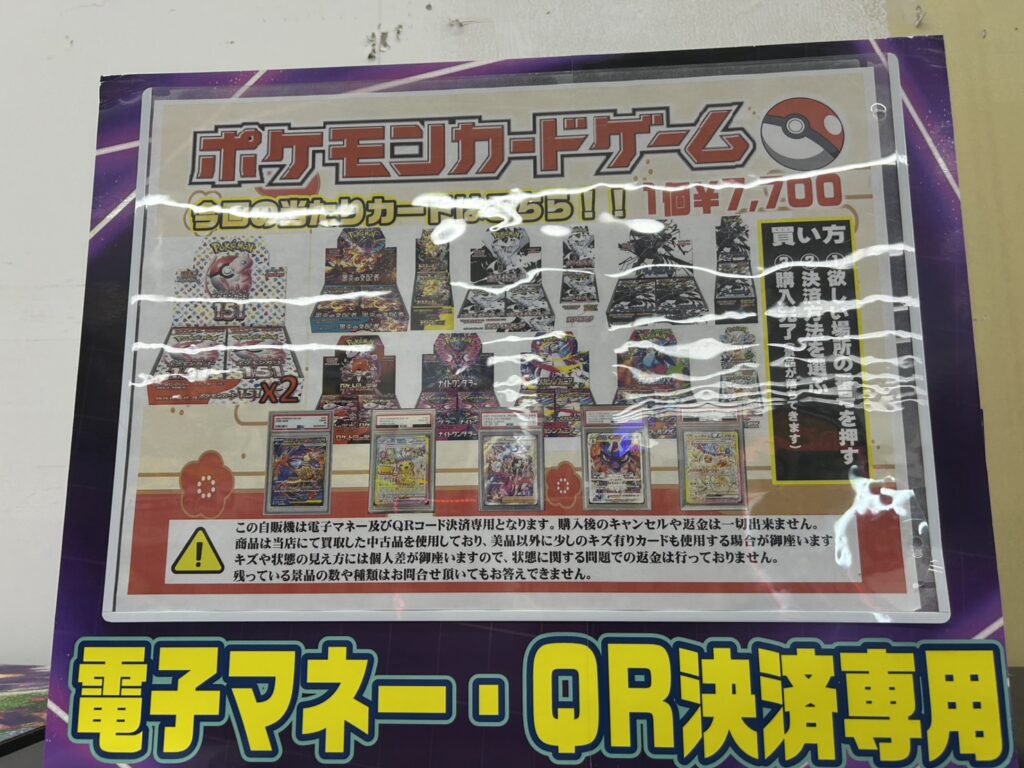 ポケモンカードゲーム
今回の当たりカードはこちら!!
1個¥7,700
買い方
①欲しい場所の番号を押す
②決済方法を選ぶ
③購入完了
Pokémon
151
X2
黒炎の支配者
ナイトワンダラー
この自販機は電子マネー及びQRコード決済専用となります。購入後のキャンセルや返金は一切出来ません。
商品は当店にて買取した中古品を使用しており、美品以外に少しのキズ有りカードも使用する場合が御座います
キズや状態の見え方には個人差が御座いますので、状態に関する問題での返金は行っておりません。
残っている景品の数や種類はお問合せ頂いてもお答えできません。
電子マネー・QR決済専用